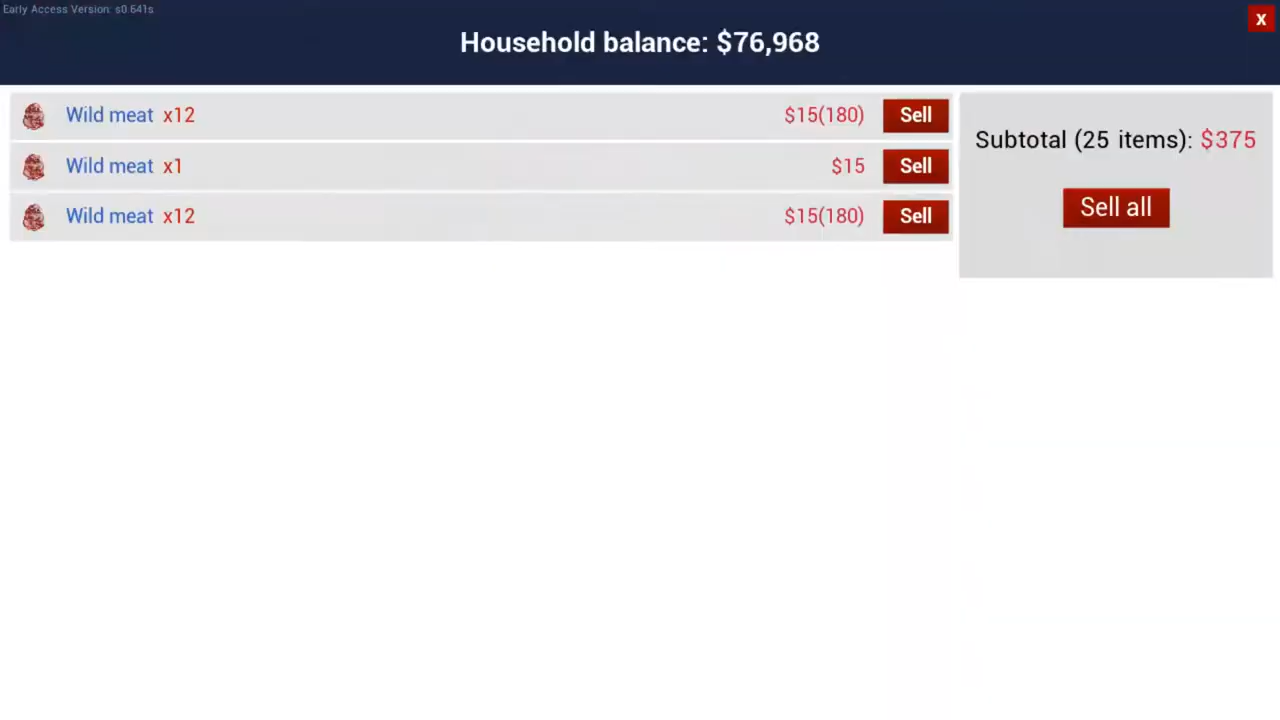 Early Access Version: s0.641s
X
Household balance: $76,968
Wild meat x12 $15(180) Sell
Wild meat x1 $15 Sell
Wild meat x12 $15(180) Sell
Subtotal (25 items): $375
Sell all